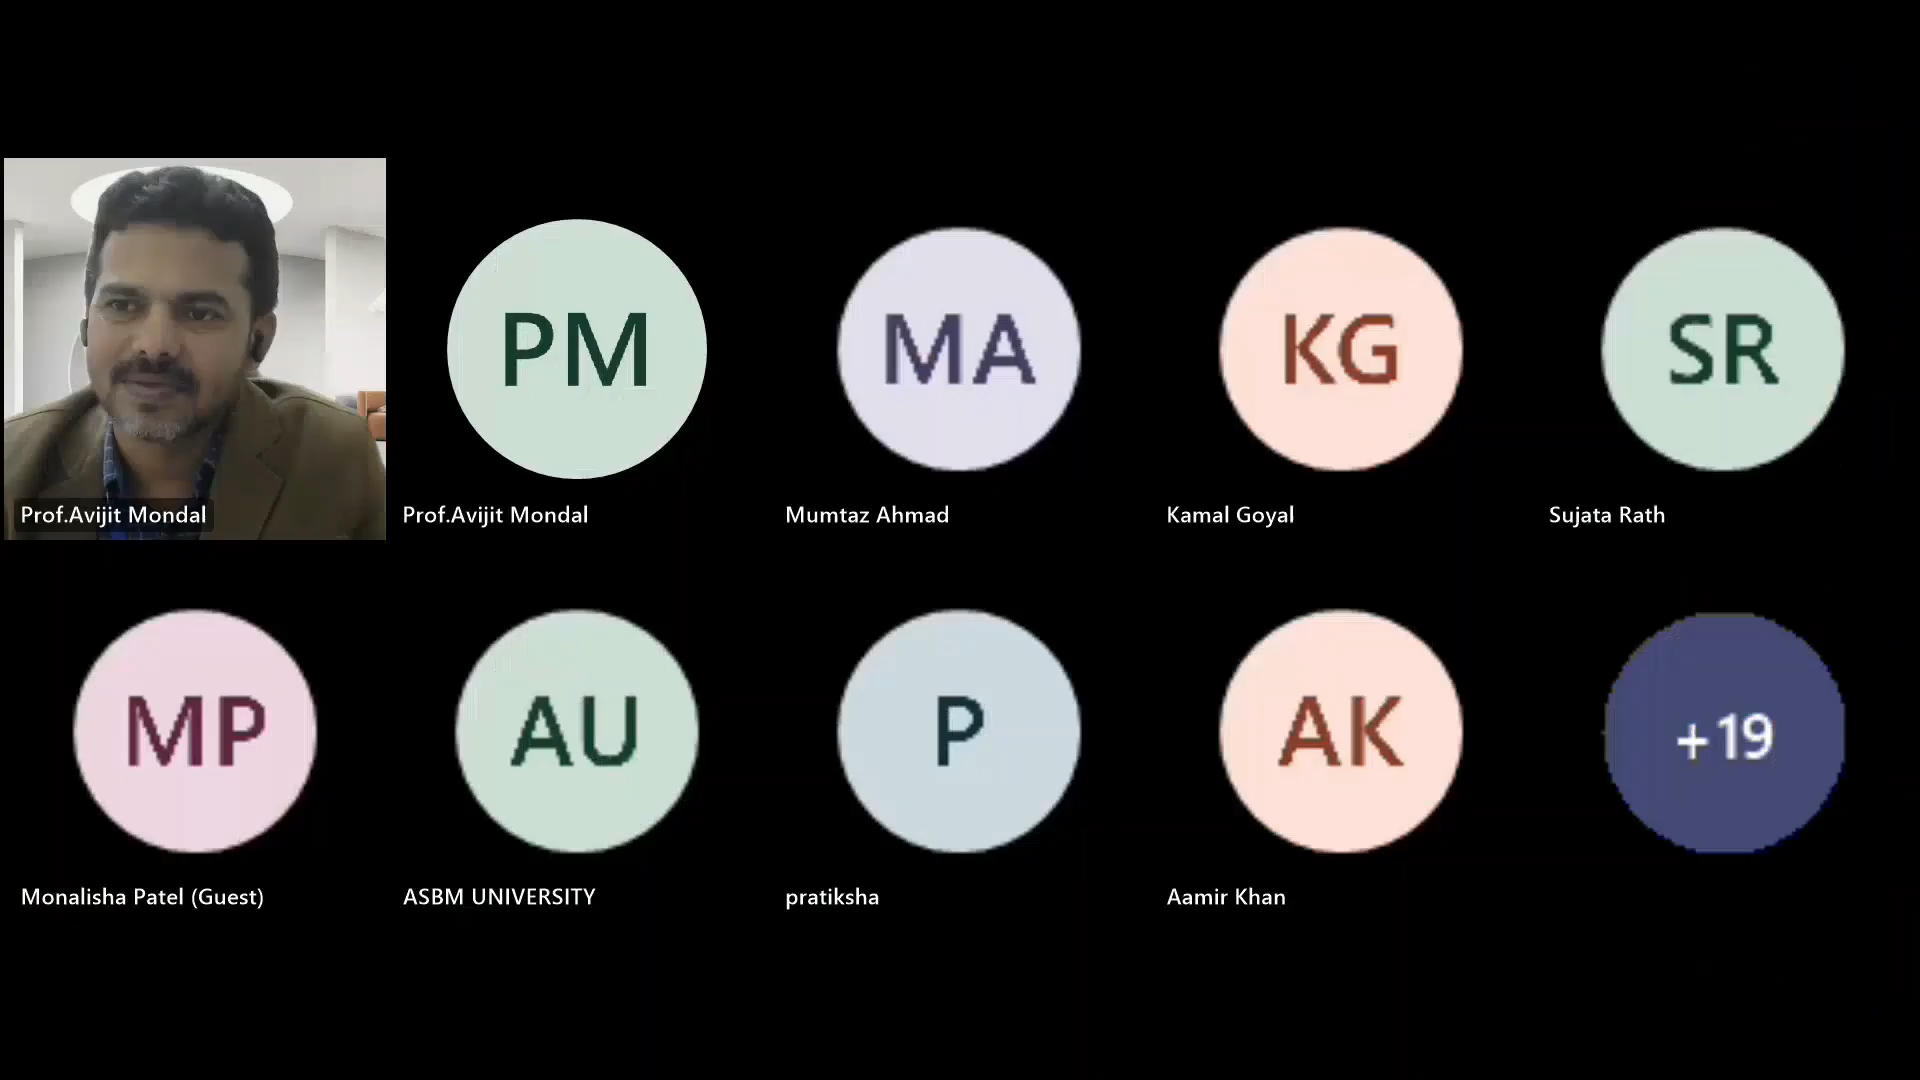 PM
MA
KG
SR
Prof.Avijit Mondal
Prof.Avijit Mondal
Mumtaz Ahmad
Kamal Goyal
Sujata Rath
MP
AU
P
AK
+19
Monalisha Patel (Guest)
ASBM UNIVERSITY
pratiksha
Aamir Khan